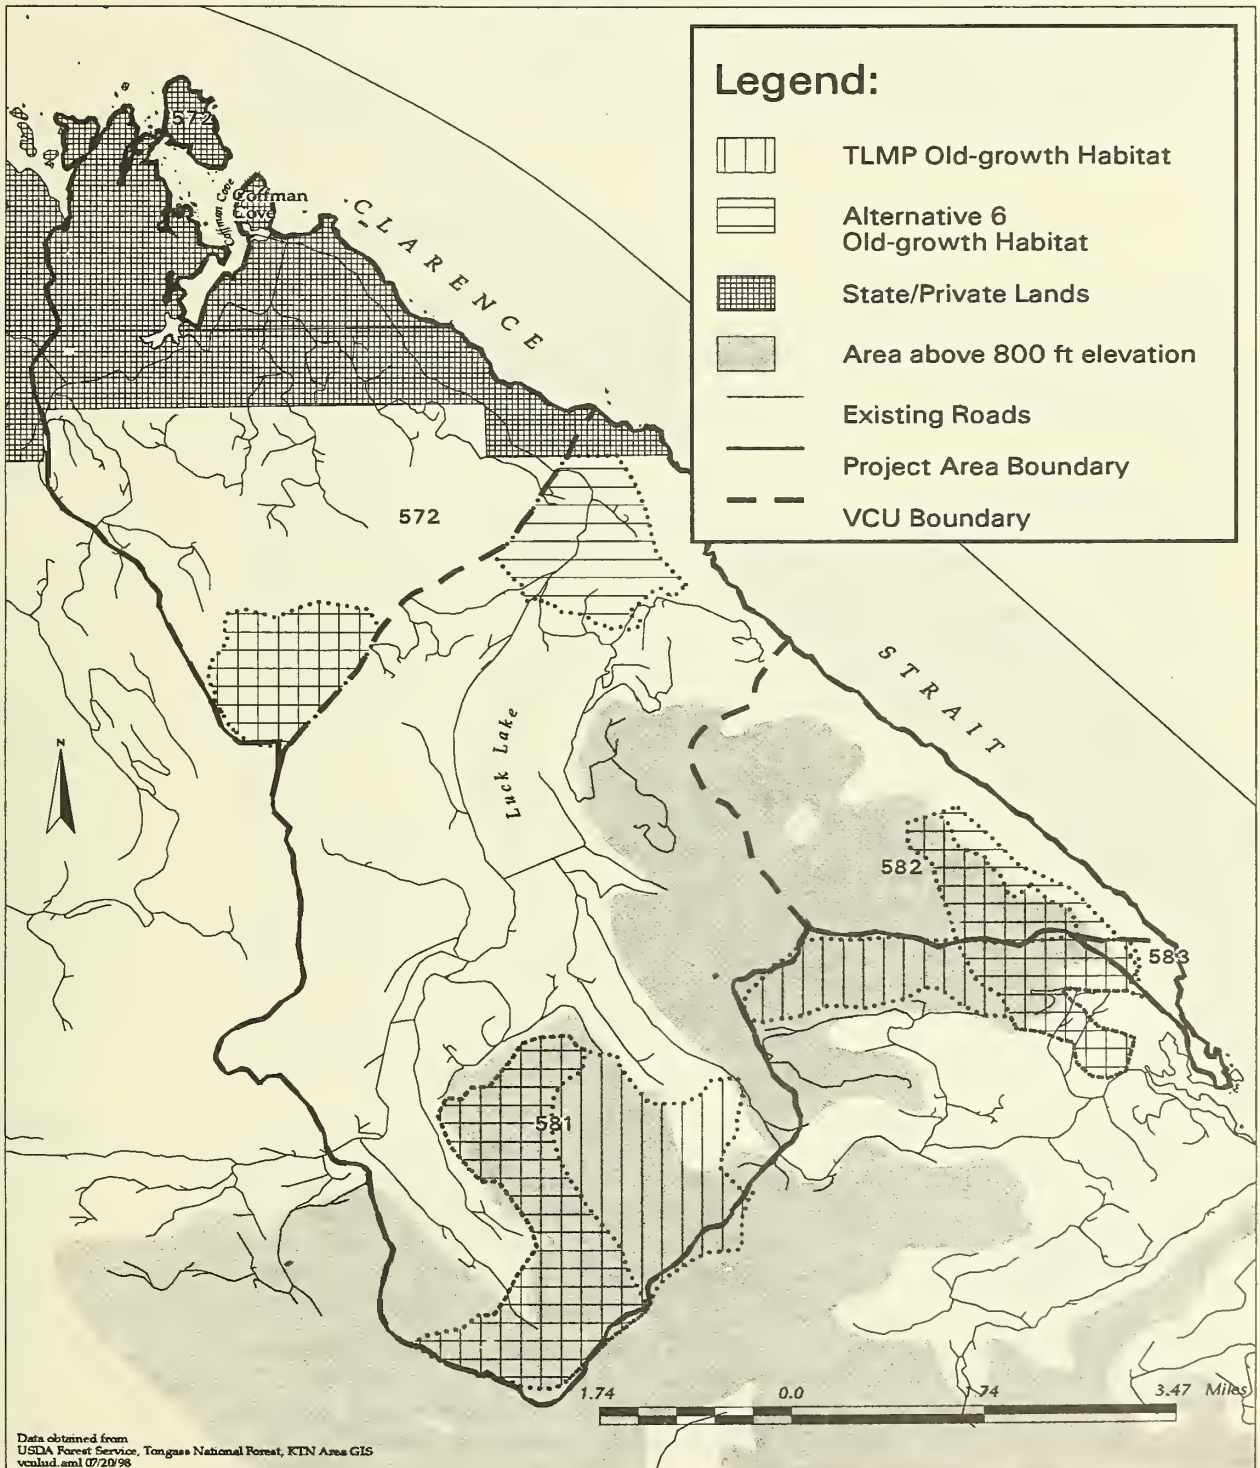 Legend:
TLMP Old-growth Habitat
Alternative 6
Old-growth Habitat
State/Private Lands
Area above 800 ft elevation
Existing Roads
Project Area Boundary
VCU Boundary
572
Coffman Cove
Coffman
Cove
CLARENCE
572
STRAIT
N
Luck Lake
582
583
581
1.74 0.0 1.74 3.47 Miles
Data obtained from
USDA Forest Service, Tongass National Forest, KTN Area GIS
vculud.aml 07/20/98